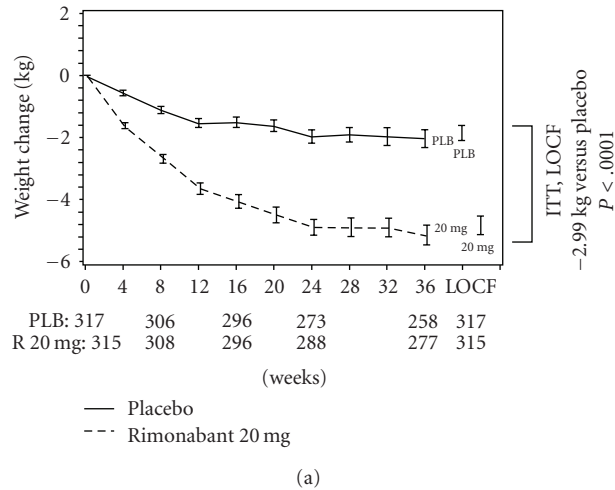 2
0
−2
−4
−6
Weight change (kg)
PLB
PLB
20 mg
20 mg
ITT, LOCF
−2.99 kg versus placebo
P < .0001
0 4 8 12 16 20 24 28 32 36 LOCF
PLB: 317 306 296 273 258 317
R 20 mg: 315 308 296 288 277 315
(weeks)
Placebo
Rimonabant 20 mg
(a)